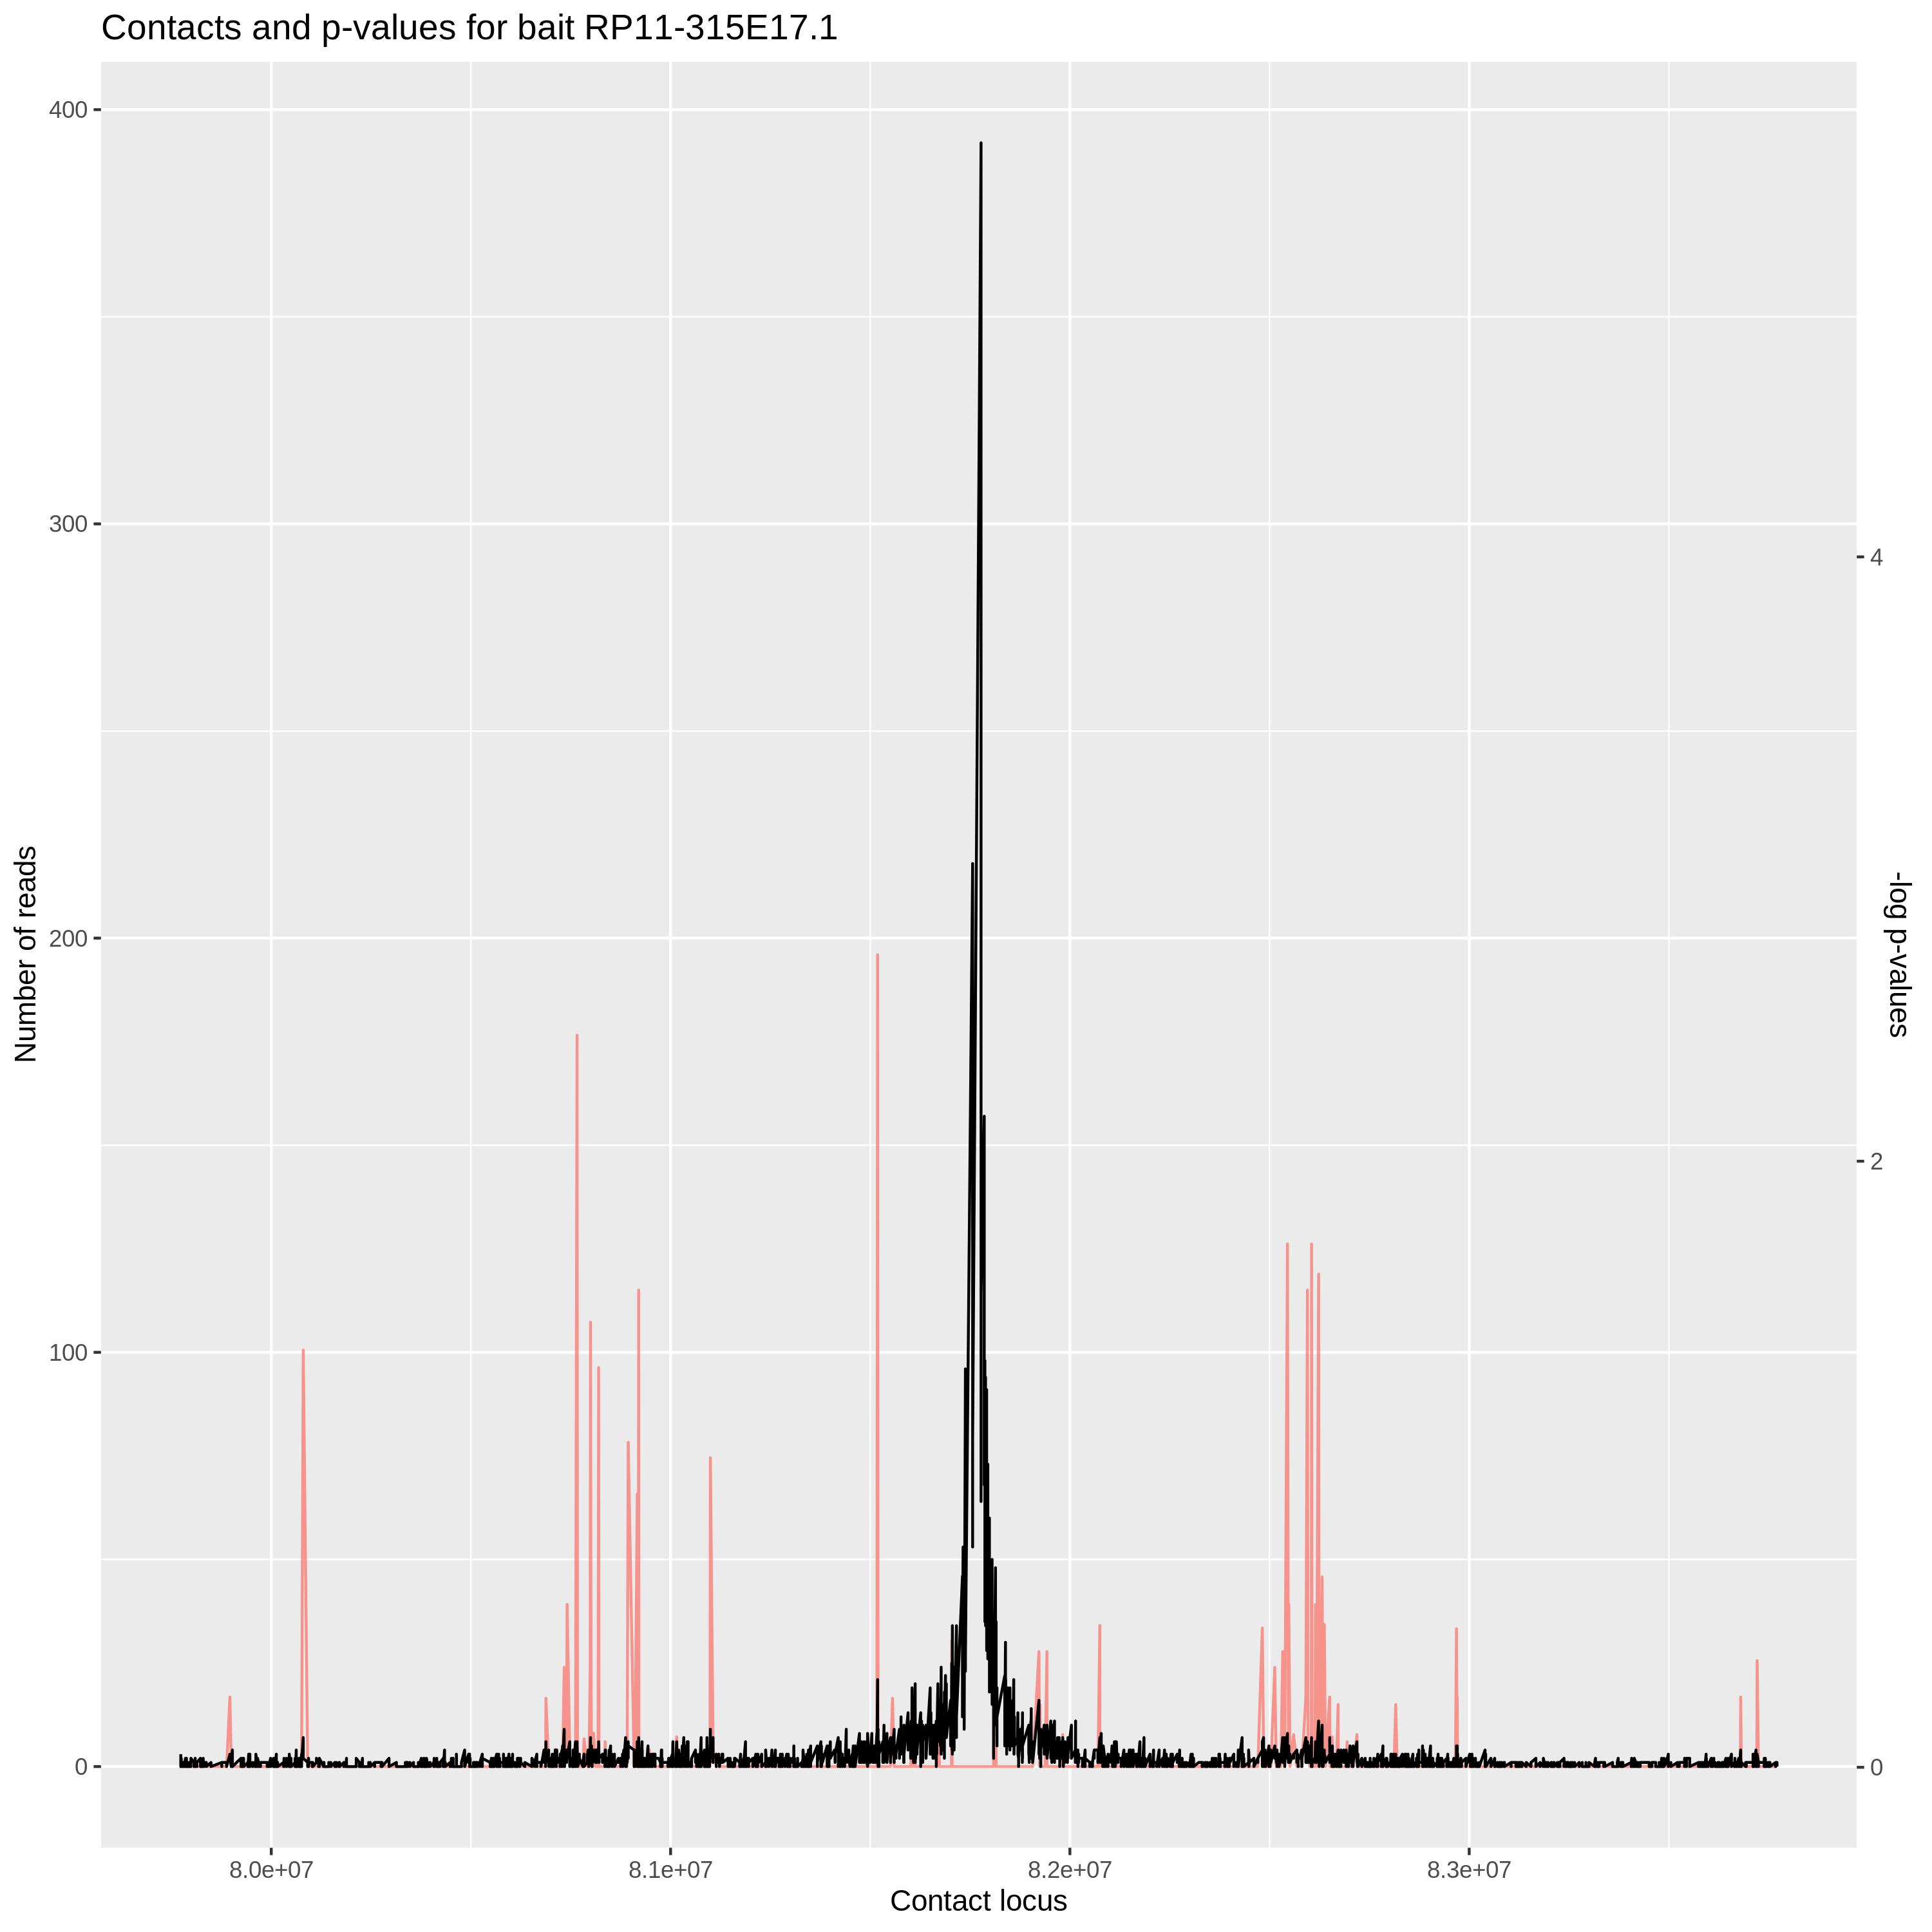 Contacts and p-values for bait RP11-315E17.1
400
300
200
100
0
Number of reads
4
2
0
-log p-values
8.0e+07
8.1e+07
8.2e+07
8.3e+07
Contact locus